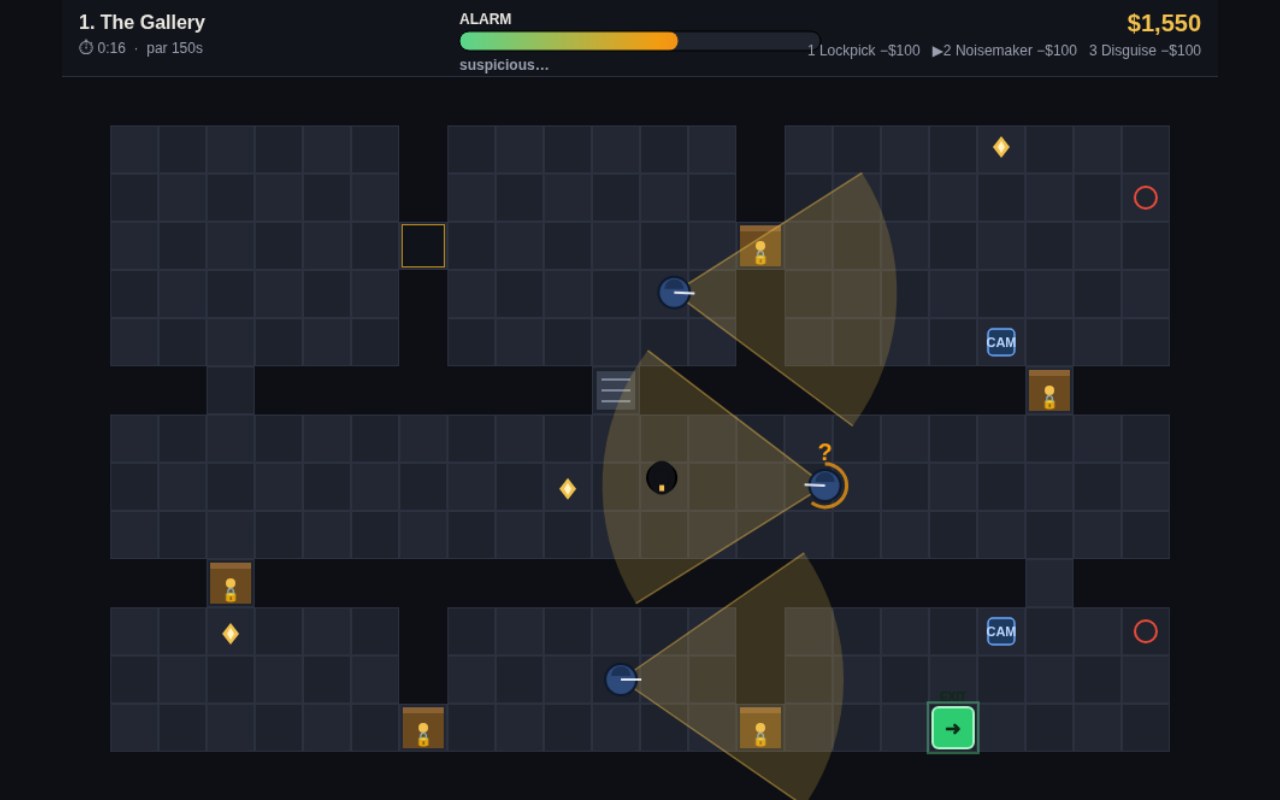 1. The Gallery
ALARM
$1,550
⏱ 0:16 · par 150s
1 Lockpick −$100 ▶2 Noisemaker −$100 3 Disguise −$100
suspicious…
CAM
?
CAM
EXIT
➜